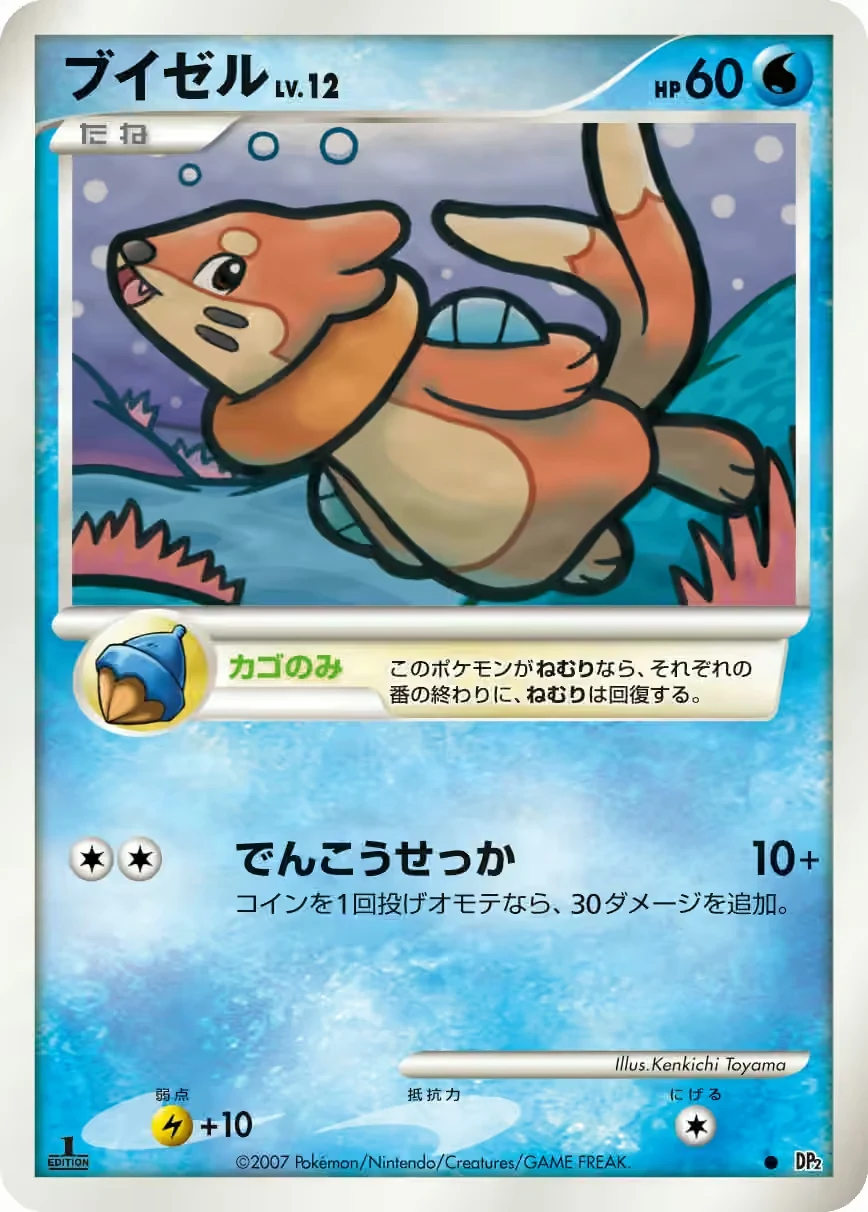 ブイゼル LV.12 HP 60
たね
カゴのみ
このポケモンがねむりなら、それぞれの
番の終わりに、ねむりは回復する。
でんこうせっか 10+
コインを1回投げオモテなら、30ダメージを追加。
Illus.Kenkichi Toyama
弱点 抵抗力 にげる
+10
1
EDITION
©2007 Pokémon/Nintendo/Creatures/GAME FREAK.
DP2